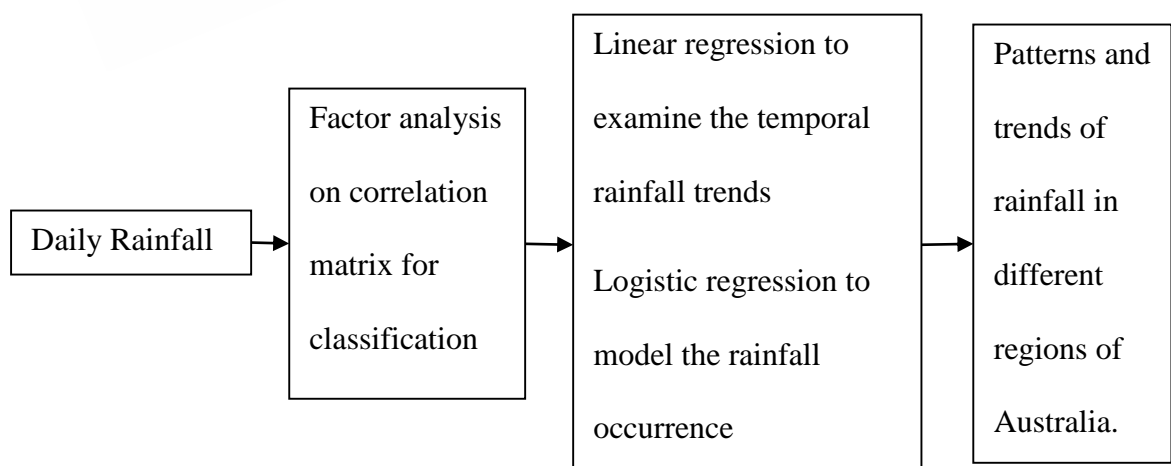 Daily Rainfall
Factor analysis
on correlation
matrix for
classification
Linear regression to
examine the temporal
rainfall trends
Logistic regression to
model the rainfall
occurrence
Patterns and
trends of
rainfall in
different
regions of
Australia.